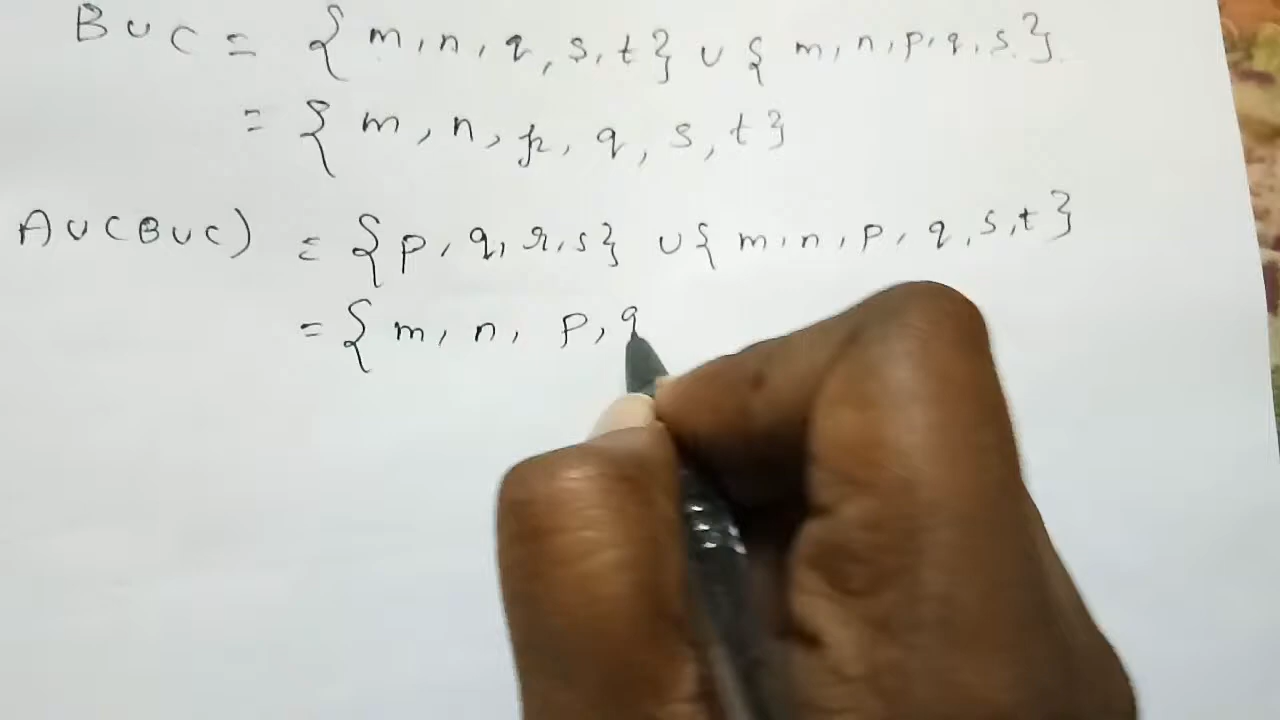 B ∪ C = { m, n, q, s, t } ∪ { m, n, p, q, s }
= { m, n, p, q, s, t }
A ∪ (B ∪ C) = { p, q, r, s } ∪ { m, n, p, q, s, t }
= { m, n, p, q